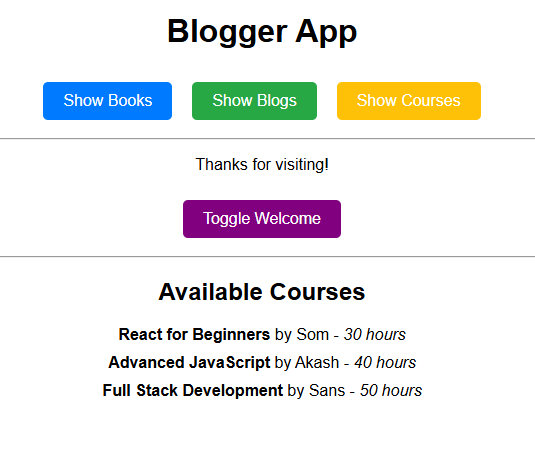 Blogger App
Show Books Show Blogs Show Courses
Thanks for visiting!
Toggle Welcome
Available Courses
React for Beginners by Som - 30 hours
Advanced JavaScript by Akash - 40 hours
Full Stack Development by Sans - 50 hours